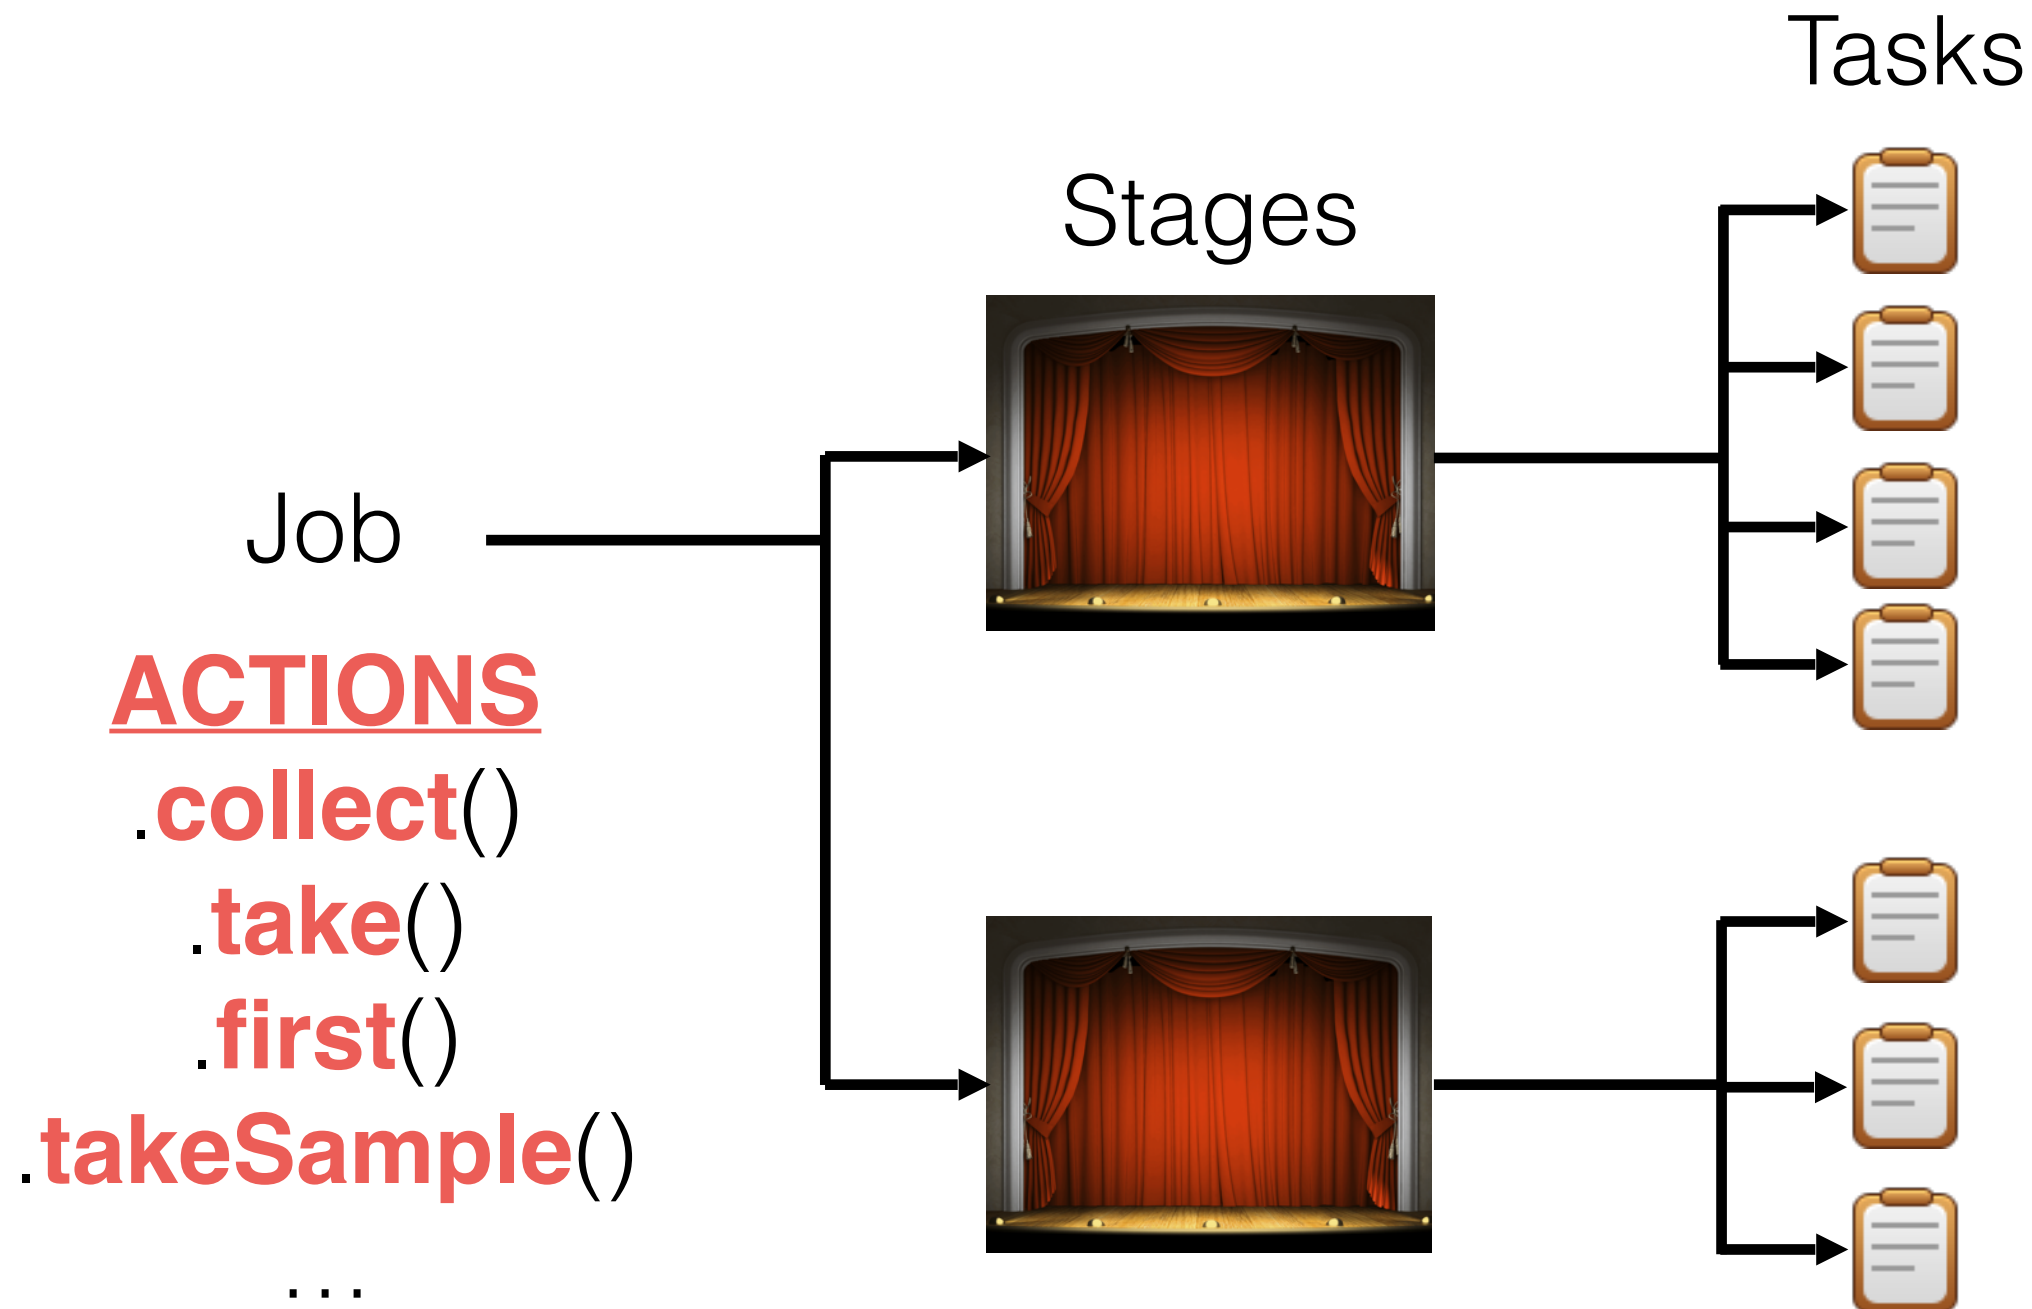 Tasks
Stages
Job
ACTIONS
.collect()
.take()
.first()
.takeSample()
...